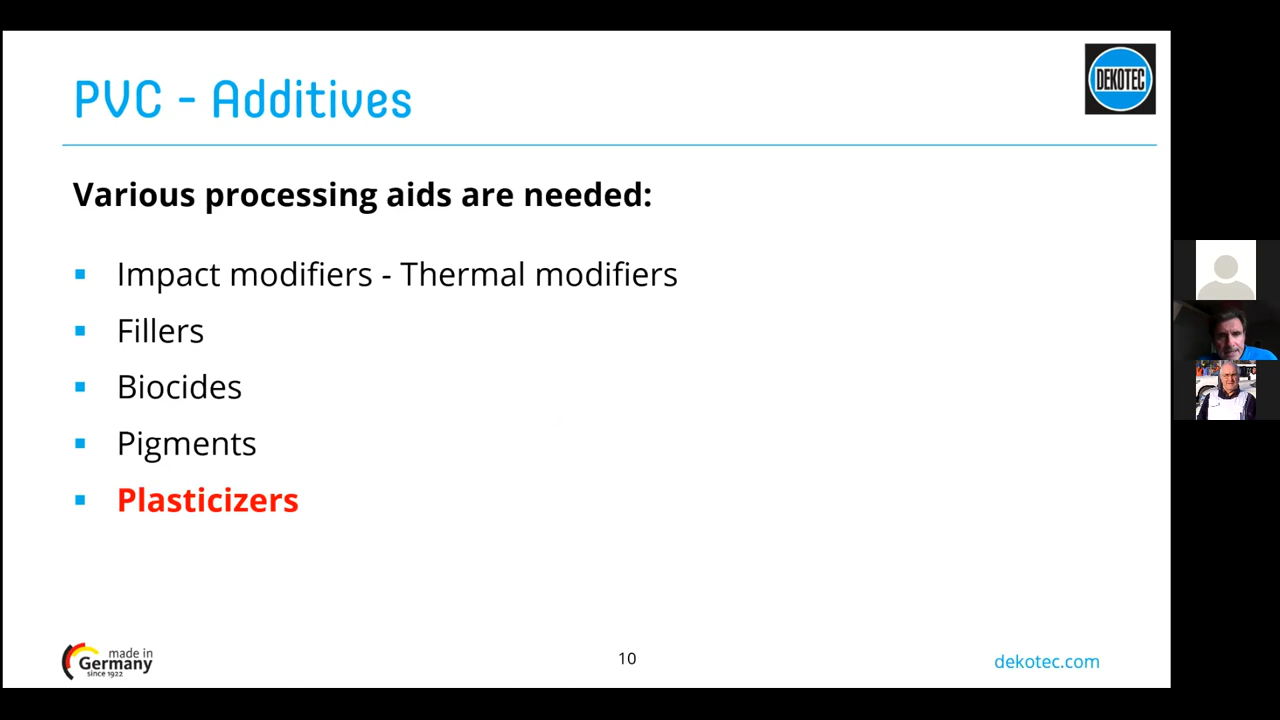 PVC - Additives
DEKOTEC
Various processing aids are needed:
Impact modifiers - Thermal modifiers
Fillers
Biocides
Pigments
Plasticizers
made in
Germany
since 1922
10
dekotec.com